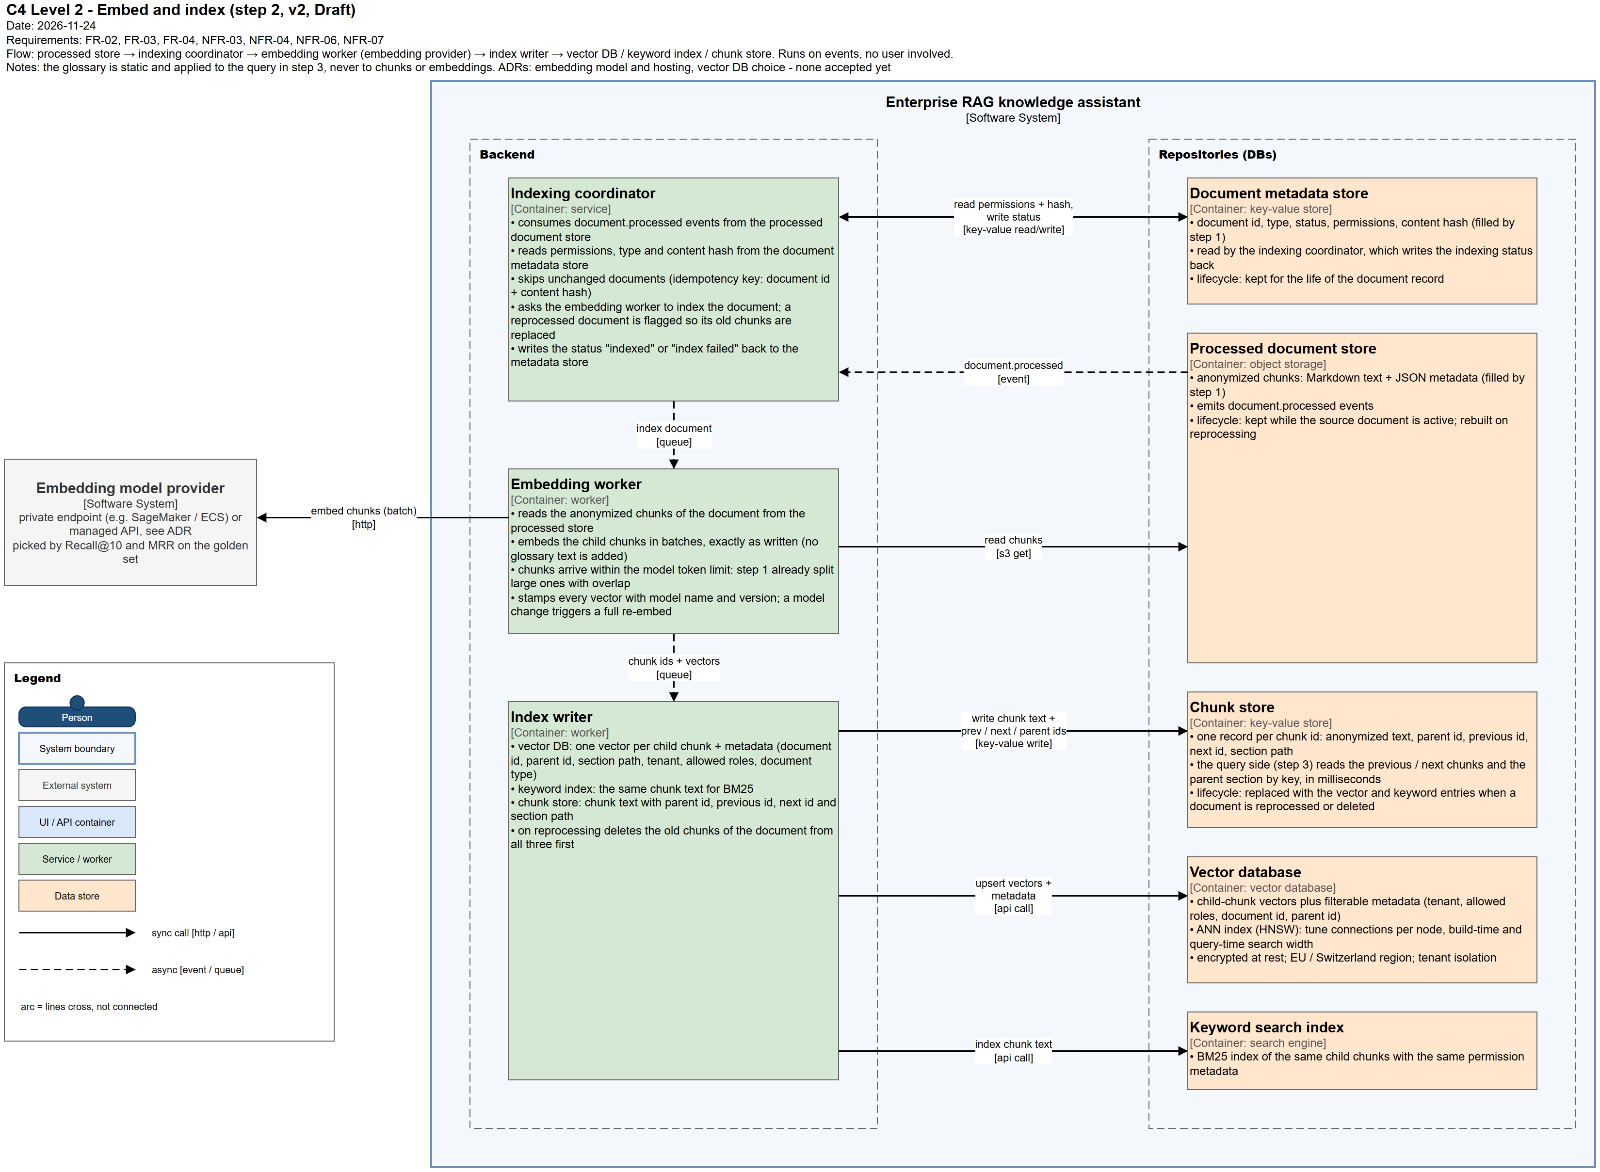 C4 Level 2 - Embed and index (step 2, v2, Draft)
Date: 2026-11-24
Requirements: FR-02, FR-03, FR-04, NFR-03, NFR-04, NFR-06, NFR-07
Flow: processed store → indexing coordinator → embedding worker (embedding provider) → index writer → vector DB / keyword index / chunk store. Runs on events, no user involved.
Notes: the glossary is static and applied to the query in step 3, never to chunks or embeddings. ADRs: embedding model and hosting, vector DB choice - none accepted yet
Enterprise RAG knowledge assistant
[Software System]
Backend
Indexing coordinator
[Container: service]
• consumes document.processed events from the processed
document store
• reads permissions, type and content hash from the document
metadata store
• skips unchanged documents (idempotency key: document id
+ content hash)
• asks the embedding worker to index the document; a
reprocessed document is flagged so its old chunks are
replaced
• writes the status "indexed" or "index failed" back to the
metadata store
read permissions + hash,
write status
[key-value read/write]
document.processed
[event]
index document
[queue]
Embedding model provider
[Software System]
private endpoint (e.g. SageMaker / ECS) or
managed API, see ADR
picked by Recall@10 and MRR on the golden
set
embed chunks (batch)
[http]
Embedding worker
[Container: worker]
• reads the anonymized chunks of the document from the
processed store
• embeds the child chunks in batches, exactly as written (no
glossary text is added)
• chunks arrive within the model token limit: step 1 already split
large ones with overlap
• stamps every vector with model name and version; a model
change triggers a full re-embed
read chunks
[s3 get]
chunk ids + vectors
[queue]
Index writer
[Container: worker]
• vector DB: one vector per child chunk + metadata (document
id, parent id, section path, tenant, allowed roles, document
type)
• keyword index: the same chunk text for BM25
• chunk store: chunk text with parent id, previous id, next id and
section path
• on reprocessing deletes the old chunks of the document from
all three first
write chunk text +
prev / next / parent ids
[key-value write]
upsert vectors +
metadata
[api call]
index chunk text
[api call]
Repositories (DBs)
Document metadata store
[Container: key-value store]
• document id, type, status, permissions, content hash (filled by
step 1)
• read by the indexing coordinator, which writes the indexing status
back
• lifecycle: kept for the life of the document record
Processed document store
[Container: object storage]
• anonymized chunks: Markdown text + JSON metadata (filled by
step 1)
• emits document.processed events
• lifecycle: kept while the source document is active; rebuilt on
reprocessing
Chunk store
[Container: key-value store]
• one record per chunk id: anonymized text, parent id, previous id,
next id, section path
• the query side (step 3) reads the previous / next chunks and the
parent section by key, in milliseconds
• lifecycle: replaced with the vector and keyword entries when a
document is reprocessed or deleted
Vector database
[Container: vector database]
• child-chunk vectors plus filterable metadata (tenant, allowed
roles, document id, parent id)
• ANN index (HNSW): tune connections per node, build-time and
query-time search width
• encrypted at rest; EU / Switzerland region; tenant isolation
Keyword search index
[Container: search engine]
• BM25 index of the same child chunks with the same permission
metadata
Legend
Person
System boundary
External system
UI / API container
Service / worker
Data store
sync call [http / api]
async [event / queue]
arc = lines cross, not connected